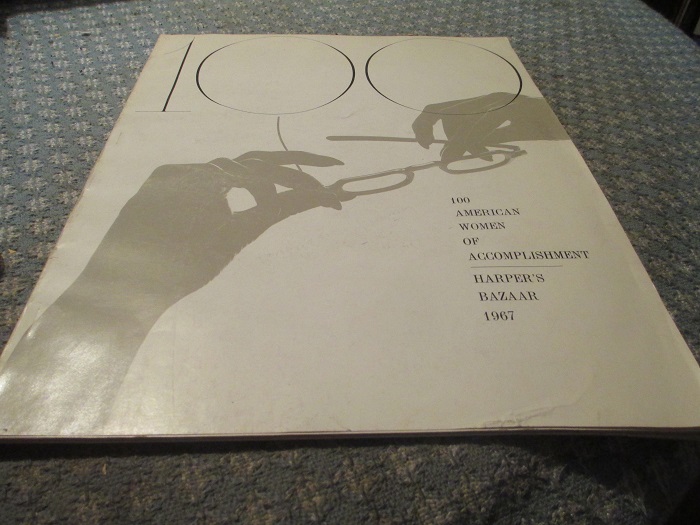 100
100
AMERICAN
WOMEN
OF
ACCOMPLISHMENT
HARPER'S
BAZAAR
1967